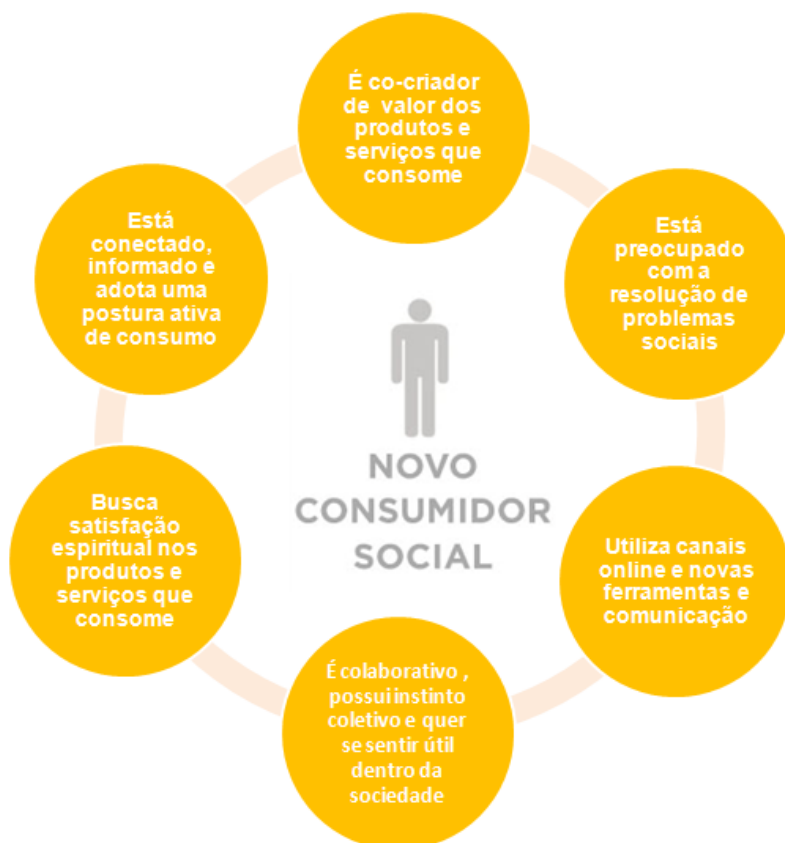 É co-criador
de valor dos
produtos e
serviços que
consome
Está
preocupado
com a
resolução de
problemas
sociais
Utiliza canais
online e novas
ferramentas e
comunicação
É colaborativo ,
possui instinto
coletivo e quer
se sentir útil
dentro da
sociedade
Busca
satisfação
espiritual nos
produtos e
serviços que
consome
Está
conectado,
informado e
adota uma
postura ativa
de consumo
NOVO
CONSUMIDOR
SOCIAL